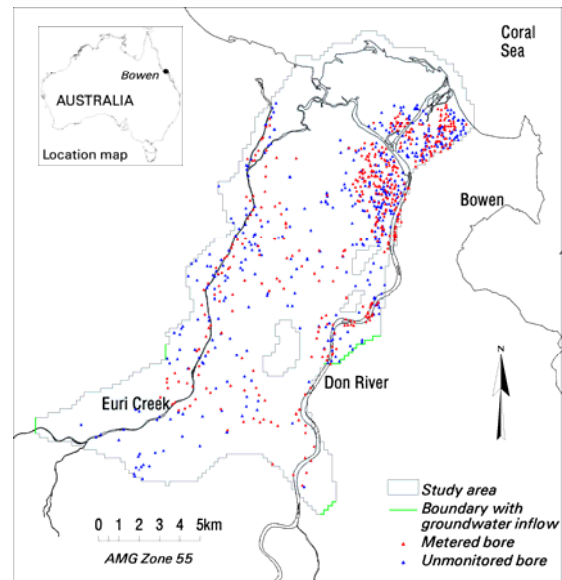 Coral
Sea
Bowen
AUSTRALIA
Location map
Bowen
N
Don River
Euri Creek
0 1 2 3 4 5km
AMG Zone 55
Study area
Boundary with
groundwater inflow
Metered bore
Unmonitored bore